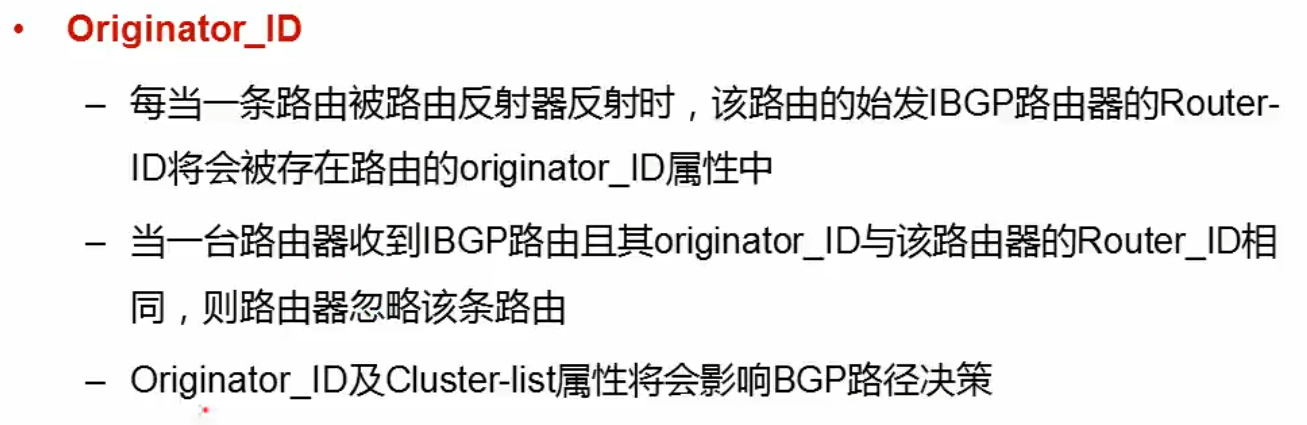 • Originator_ID
– 每当一条路由被路由反射器反射时，该路由的始发IBGP路由器的Router-
ID将会被存在路由的originator_ID属性中
– 当一台路由器收到IBGP路由且其originator_ID与该路由器的Router_ID相
同，则路由器忽略该条路由
– Originator_ID及Cluster-list属性将会影响BGP路径决策